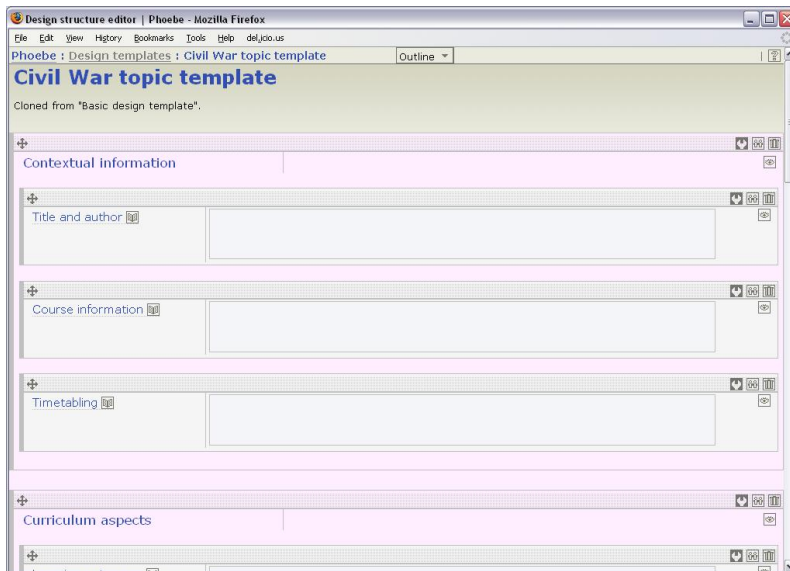 Design structure editor | Phoebe - Mozilla Firefox
File Edit View History Bookmarks Tools Help del.icio.us
Phoebe : Design templates : Civil War topic template Outline
Civil War topic template
Cloned from "Basic design template".
Contextual information
Title and author
Course information
Timetabling
Curriculum aspects